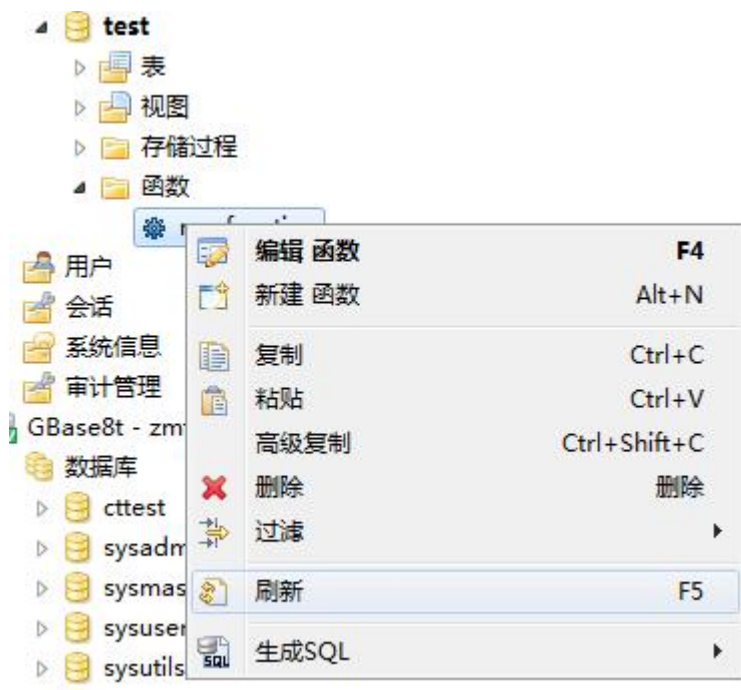 test
表
视图
存储过程
函数
用户
会话
系统信息
审计管理
GBase8t - zm
数据库
cttest
sysadm
sysmas
sysuser
sysutils
编辑 函数 F4
新建 函数 Alt+N
复制 Ctrl+C
粘贴 Ctrl+V
高级复制 Ctrl+Shift+C
删除 删除
过滤
刷新 F5
生成SQL